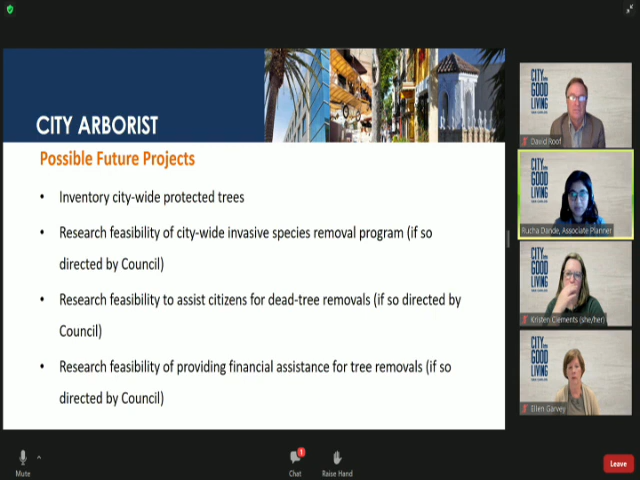 CITY ARBORIST
Possible Future Projects
• Inventory city-wide protected trees
• Research feasibility of city-wide invasive species removal program (if so
directed by Council)
• Research feasibility to assist citizens for dead-tree removals (if so directed by
Council)
• Research feasibility of providing financial assistance for tree removals (if so
directed by Council)
CITY
GOOD
LIVING
David Roof
CITY
GOOD
LIVING
Rucha Dande, Associate Planner
CITY
GOOD
LIVING
Kristen Clements (she/her)
CITY
GOOD
LIVING
Ellen Garvey
Mute
1
Chat
Raise Hand
Leave